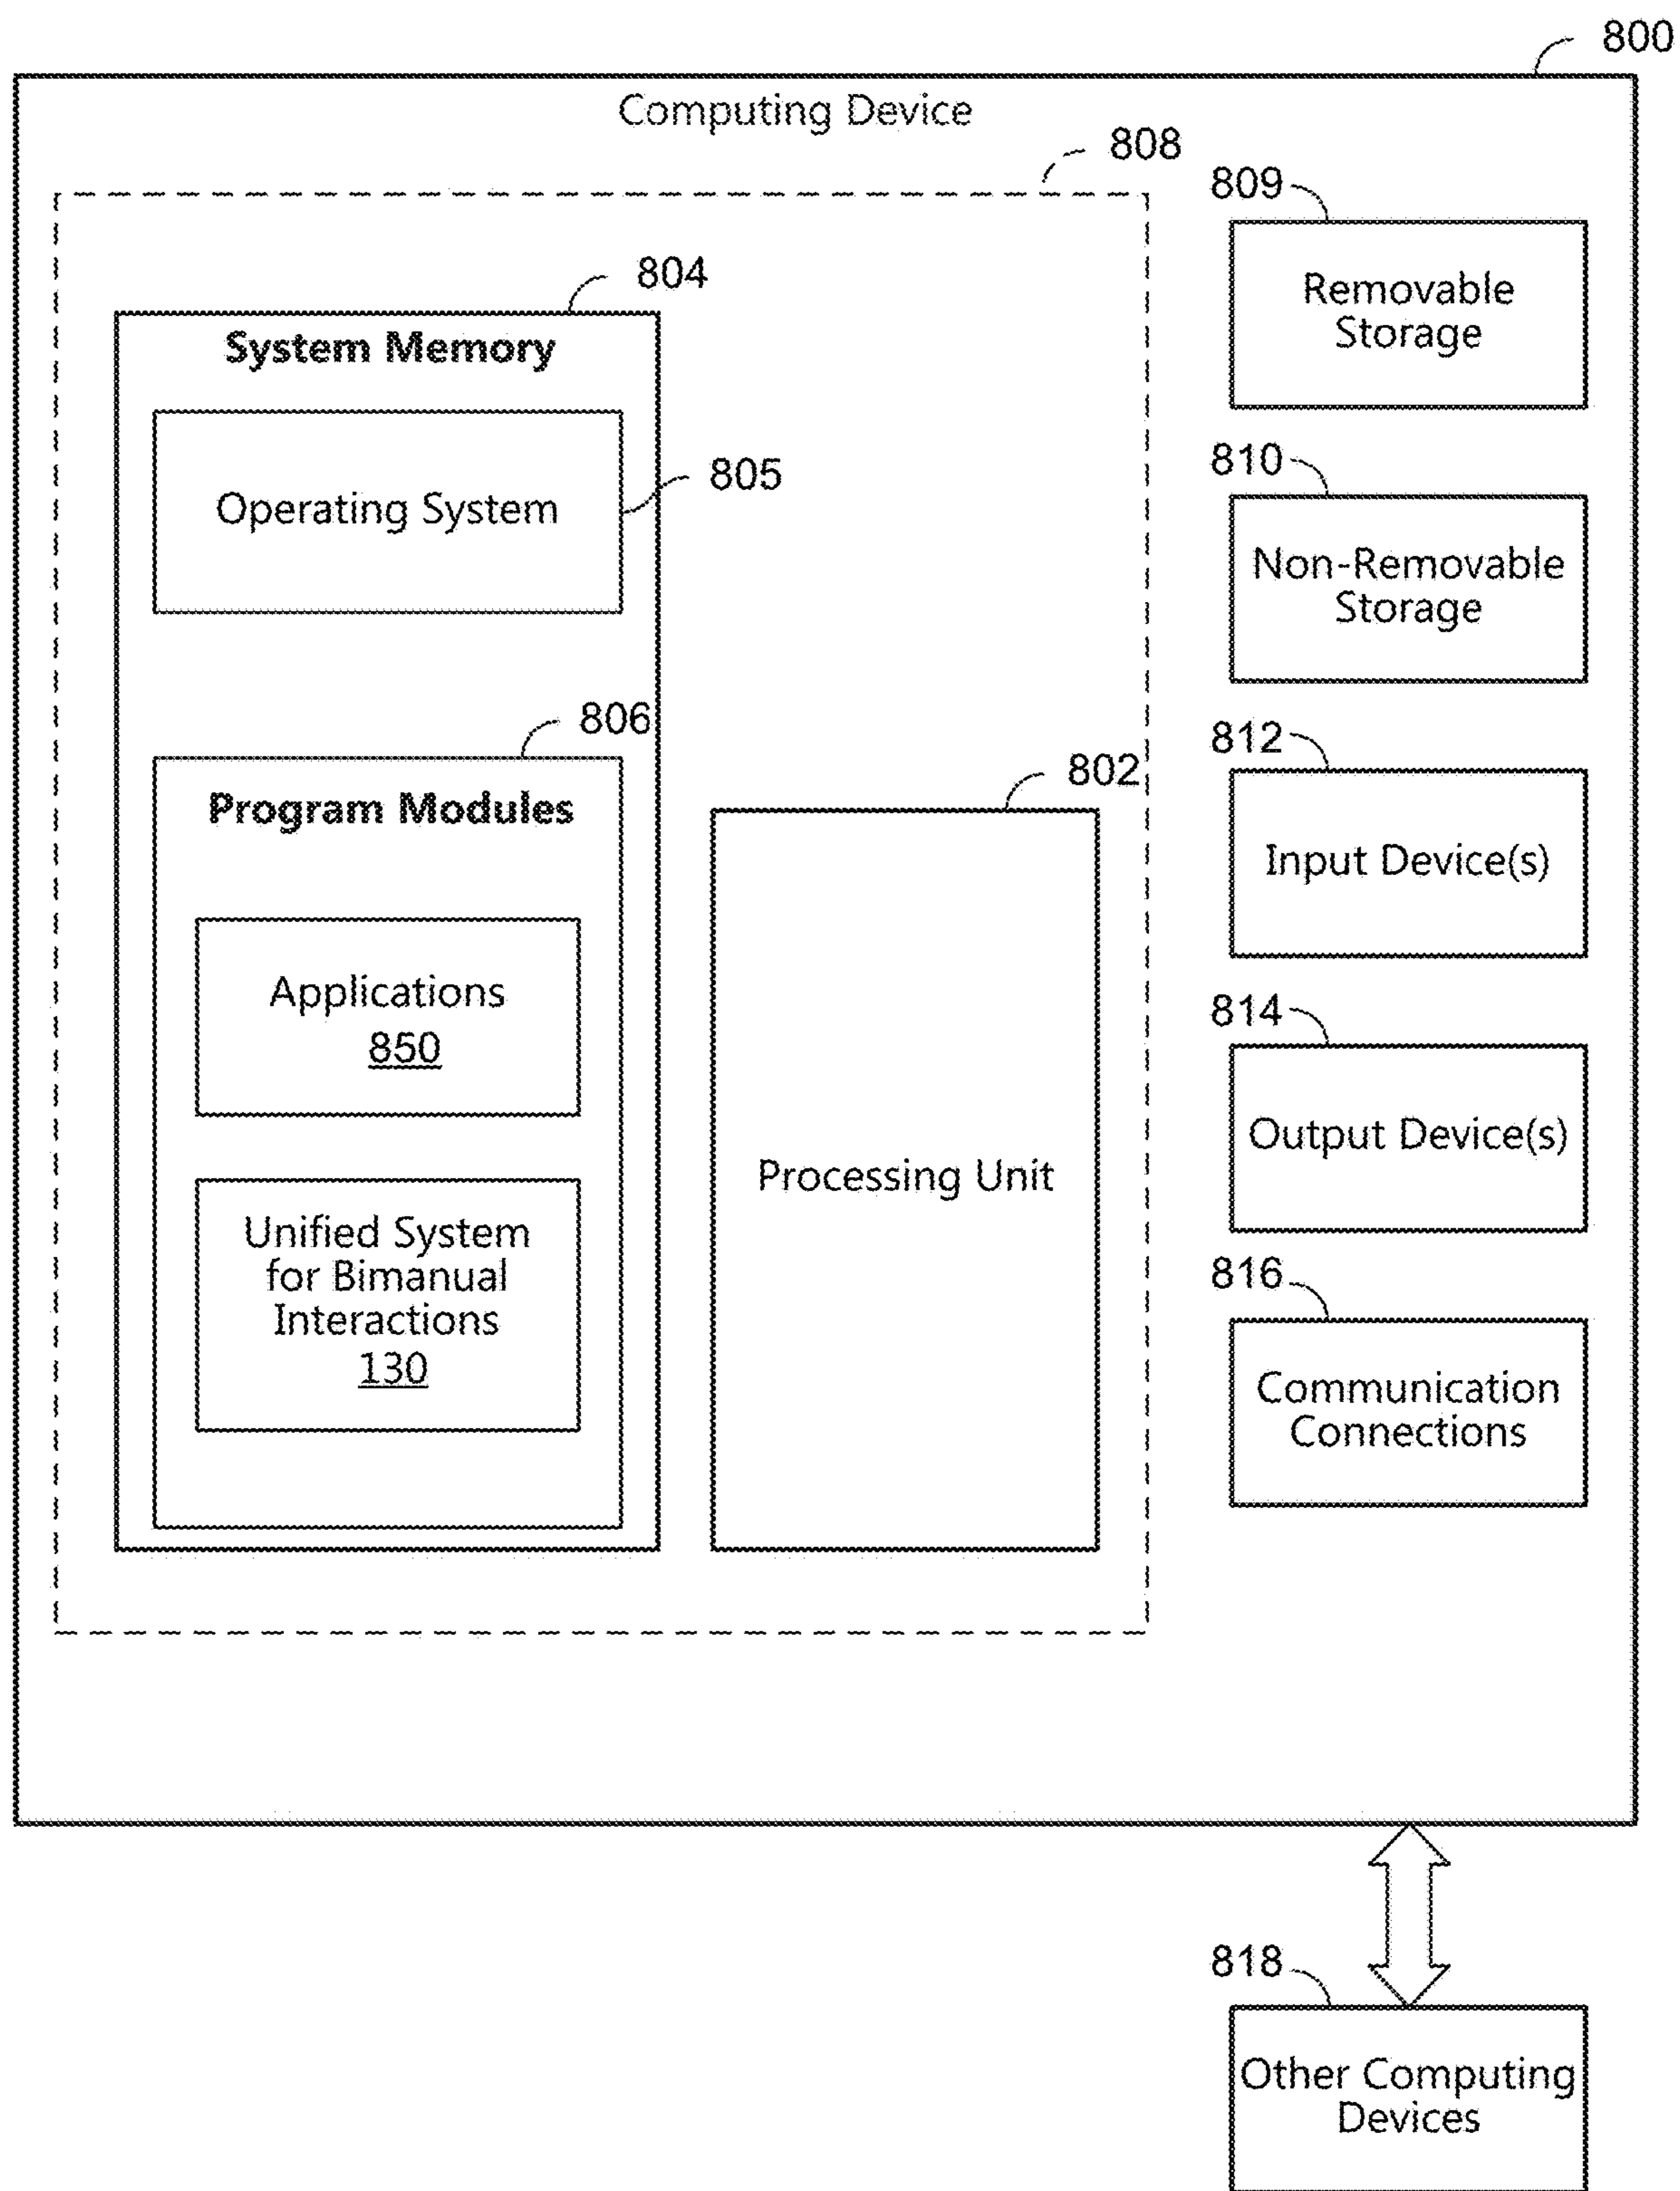 800
Computing Device
808
804
System Memory
Operating System
805
806
Program Modules
Applications
850
Unified System
for Bimanual
Interactions
130
802
Processing Unit
809
Removable
Storage
810
Non-Removable
Storage
812
Input Device(s)
814
Output Device(s)
816
Communication
Connections
818
Other Computing
Devices